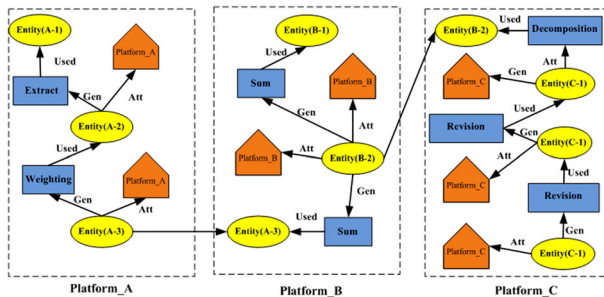 Entity(A-1)
Platform_A
Used
Extract
Gen
Att
Entity(A-2)
Used
Weighting
Platform_A
Gen
Att
Entity(A-3)
Platform_A
Entity(B-1)
Used
Platform_B
Sum
Gen
Att
Platform_B
Att
Entity(B-2)
Gen
Entity(A-3)
Used
Sum
Platform_B
Entity(B-2)
Used
Decomposition
Att
Platform_C
Gen
Entity(C-1)
Used
Revision
Gen
Entity(C-1)
Att
Platform_C
Used
Revision
Gen
Platform_C
Att
Entity(C-1)
Platform_C